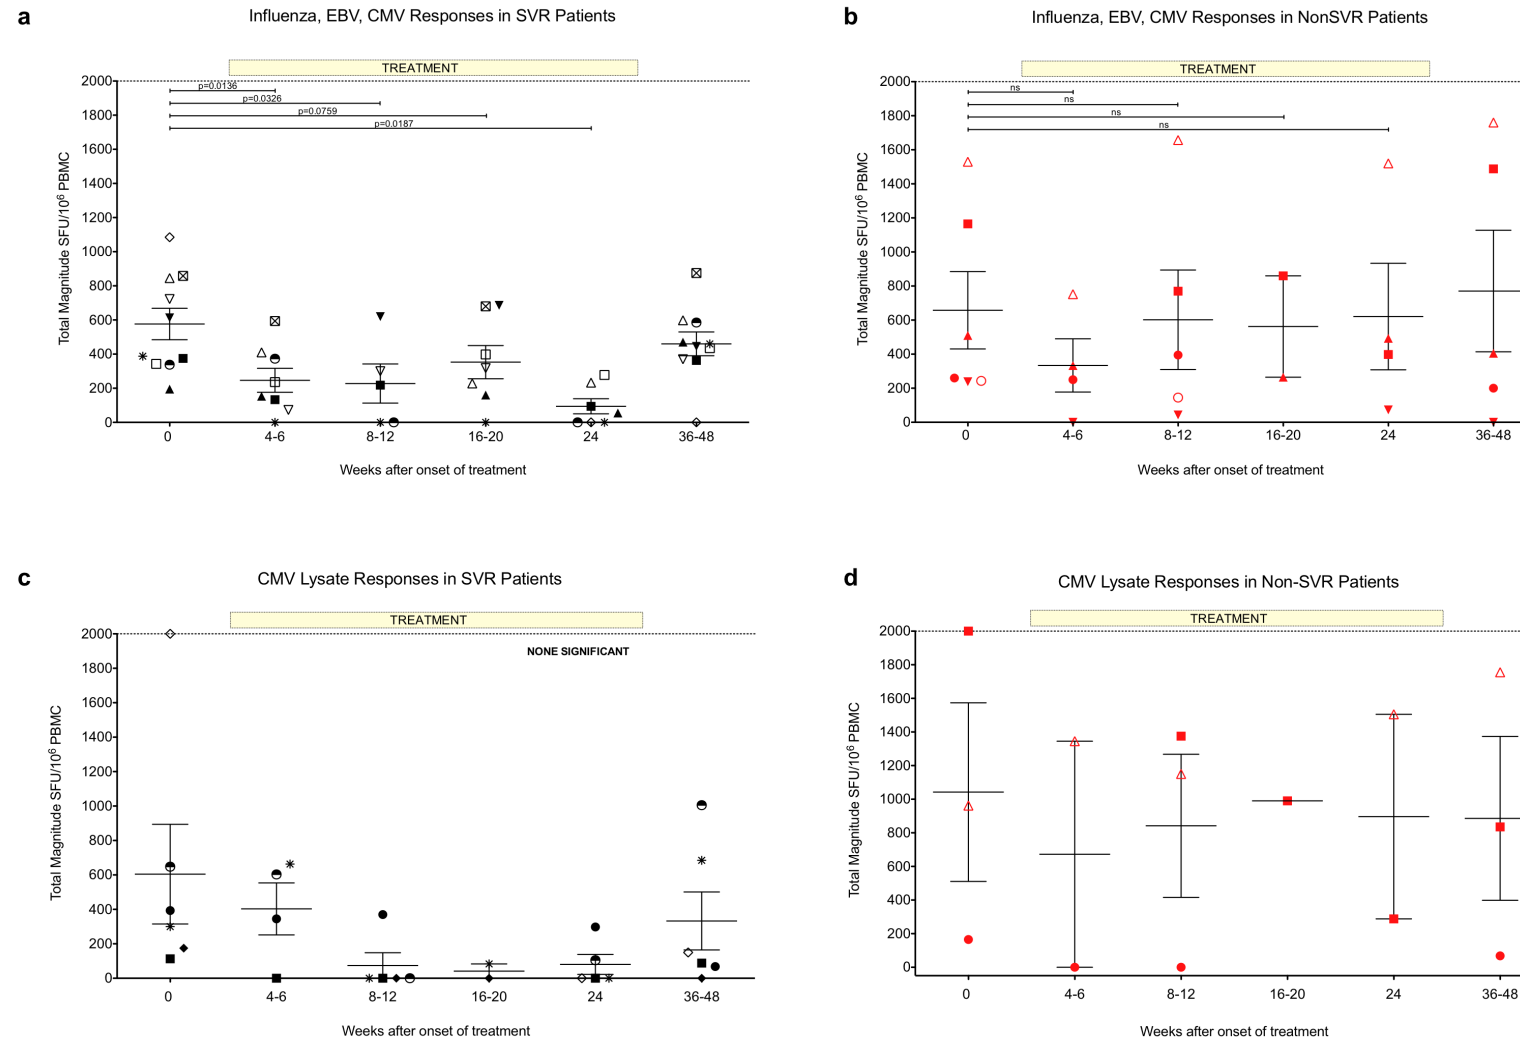 a
Influenza, EBV, CMV Responses in SVR Patients
TREATMENT
2000
1800
1600
1400
1200
1000
800
600
400
200
0
p=0.0136
p=0.0326
p=0.0759
p=0.0187
Total Magnitude SFU/10⁶ PBMC
0 4-6 8-12 16-20 24 36-48
Weeks after onset of treatment
b
Influenza, EBV, CMV Responses in NonSVR Patients
TREATMENT
2000
1800
1600
1400
1200
1000
800
600
400
200
0
ns
ns
ns
ns
Total Magnitude SFU/10⁶ PBMC
0 4-6 8-12 16-20 24 36-48
Weeks after onset of treatment
c
CMV Lysate Responses in SVR Patients
TREATMENT
NONE SIGNIFICANT
2000
1800
1600
1400
1200
1000
800
600
400
200
0
Total Magnitude SFU/10⁶ PBMC
0 4-6 8-12 16-20 24 36-48
Weeks after onset of treatment
d
CMV Lysate Responses in Non-SVR Patients
TREATMENT
2000
1800
1600
1400
1200
1000
800
600
400
200
0
Total Magnitude SFU/10⁶ PBMC
0 4-6 8-12 16-20 24 36-48
Weeks after onset of treatment